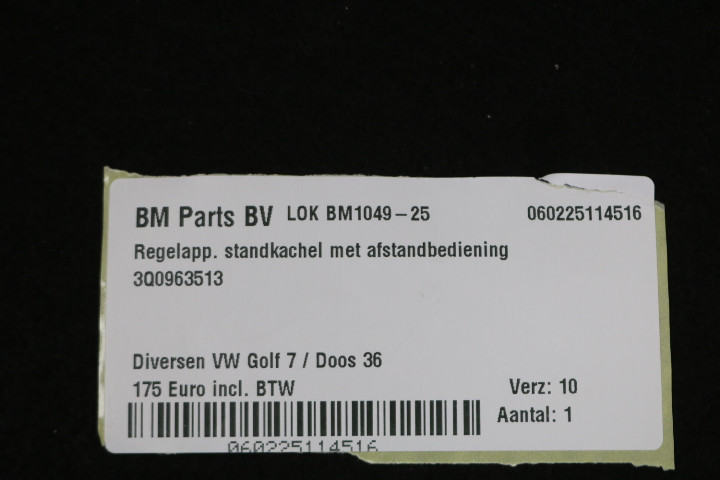 BM Parts BV LOK BM1049-25 060225114516
Regelapp. standkachel met afstandbediening
3Q0963513
Diversen VW Golf 7 / Doos 36
175 Euro incl. BTW Verz: 10
Aantal: 1
060225114516